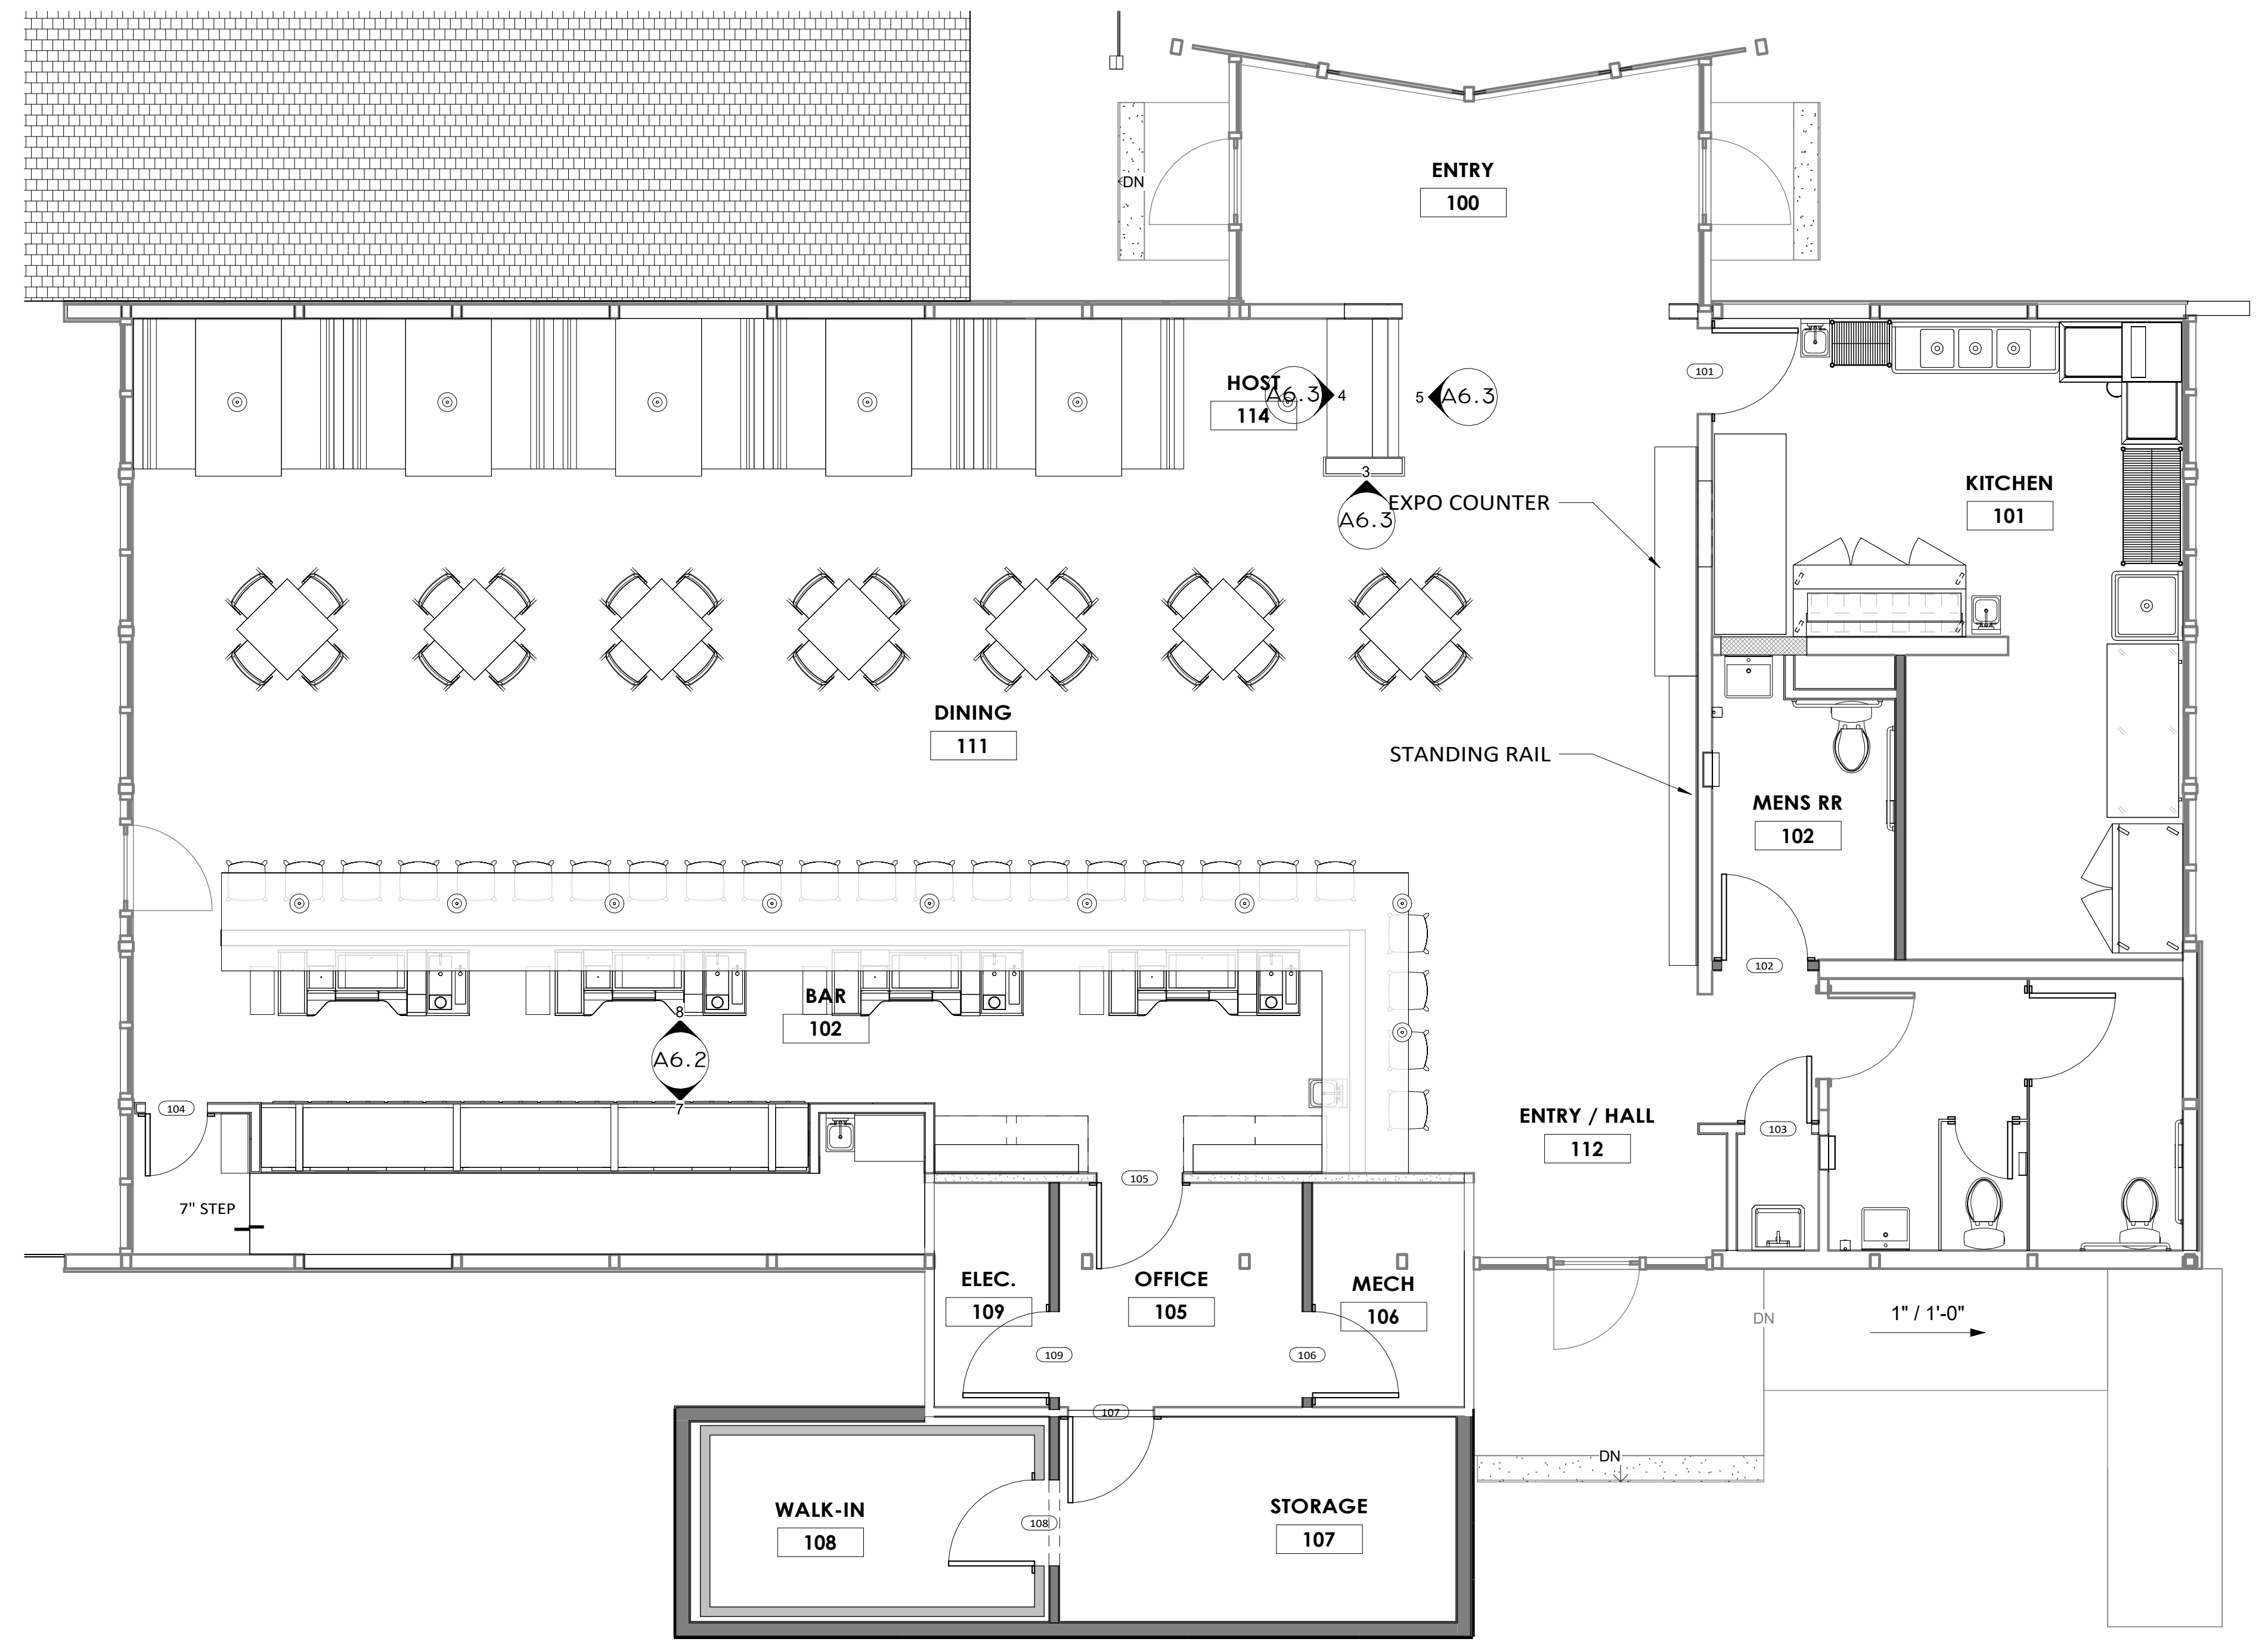 DN
ENTRY
100
HOST
114
A6.3
4
5
A6.3
101
3
A6.3
EXPO COUNTER
KITCHEN
101
DINING
111
STANDING RAIL
MENS RR
102
102
BAR
102
8
A6.2
7
104
103
ENTRY / HALL
112
105
7" STEP
ELEC.
109
OFFICE
105
MECH
106
DN
1" / 1'-0"
109
106
107
DN
WALK-IN
108
108
STORAGE
107